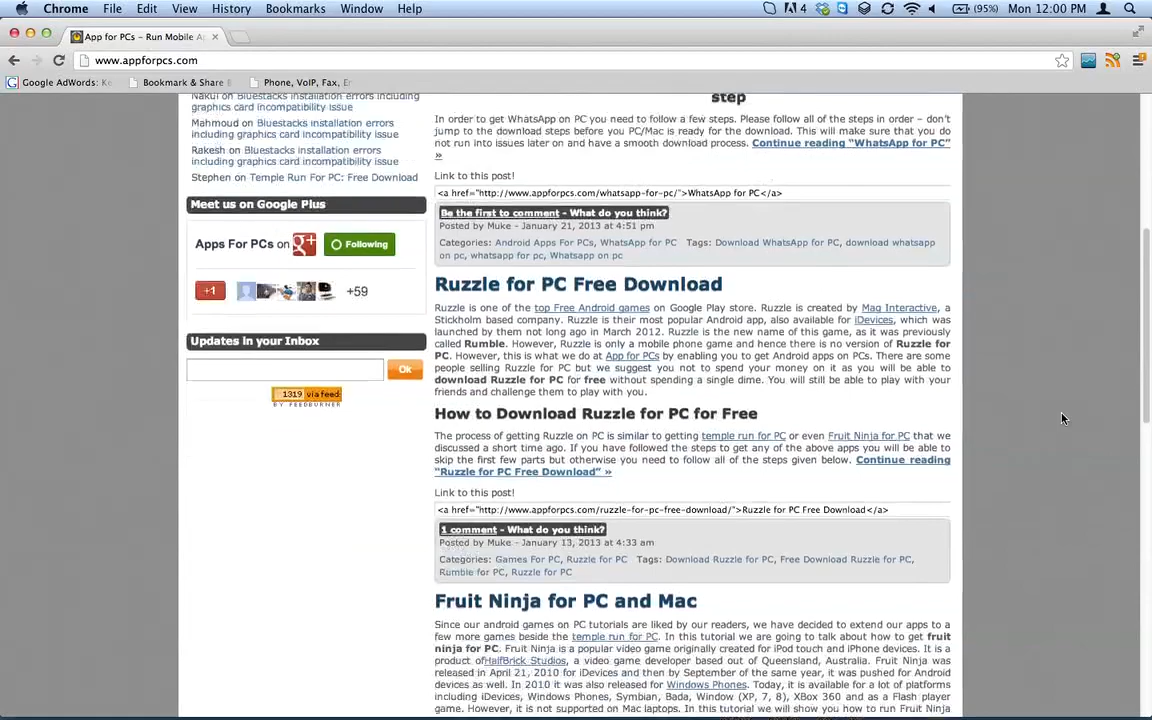 Chrome File Edit View History Bookmarks Window Help 4 (95%) Mon 12:00 PM
App for PCs – Run Mobile Ap
www.appforpcs.com
Google AdWords: Ke Bookmark & Share Phone, VoIP, Fax, Er
Nakul on Bluestacks installation errors including
graphics card incompatibility issue
Mahmoud on Bluestacks installation errors
including graphics card incompatibility issue
Rakesh on Bluestacks installation errors
including graphics card incompatibility issue
Stephen on Temple Run For PC: Free Download
Meet us on Google Plus
Apps For PCs on g+ Following
+1 +59
Updates in your Inbox
Ok
1319 via feed
BY FEEDBURNER
step
In order to get WhatsApp on PC you need to follow a few steps. Please follow all of the steps in order – don't
jump to the download steps before you PC/Mac is ready for the download. This will make sure that you do
not run into issues later on and have a smooth download process. Continue reading “WhatsApp for PC”
»
Link to this post!
<a href="http://www.appforpcs.com/whatsapp-for-pc/">WhatsApp for PC</a>
Be the first to comment - What do you think?
Posted by Muke - January 21, 2013 at 4:51 pm
Categories: Android Apps For PCs, WhatsApp for PC Tags: Download WhatsApp for PC, download whatsapp
on pc, whatsapp for pc, Whatsapp on pc
Ruzzle for PC Free Download
Ruzzle is one of the top Free Android games on Google Play store. Ruzzle is created by Mag Interactive, a
Stickholm based company. Ruzzle is their most popular Android app, also available for iDevices, which was
launched by them not long ago in March 2012. Ruzzle is the new name of this game, as it was previously
called Rumble. However, Ruzzle is only a mobile phone game and hence there is no version of Ruzzle for
PC. However, this is what we do at App for PCs by enabling you to get Android apps on PCs. There are some
people selling Ruzzle for PC but we suggest you not to spend your money on it as you will be able to
download Ruzzle for PC for free without spending a single dime. You will still be able to play with your
friends and challenge them to play with you.
How to Download Ruzzle for PC for Free
The process of getting Ruzzle on PC is similar to getting temple run for PC or even Fruit Ninja for PC that we
discussed a short time ago. If you have followed the steps to get any of the above apps you will be able to
skip the first few parts but otherwise you need to follow all of the steps given below. Continue reading
“Ruzzle for PC Free Download” »
Link to this post!
<a href="http://www.appforpcs.com/ruzzle-for-pc-free-download/">Ruzzle for PC Free Download</a>
1 comment - What do you think?
Posted by Muke - January 13, 2013 at 4:33 am
Categories: Games For PC, Ruzzle for PC Tags: Download Ruzzle for PC, Free Download Ruzzle for PC,
Rumble for PC, Ruzzle for PC
Fruit Ninja for PC and Mac
Since our android games on PC tutorials are liked by our readers, we have decided to extend our apps to a
few more games beside the temple run for PC. In this tutorial we are going to talk about how to get fruit
ninja for PC. Fruit Ninja is a popular video game originally created for iPod touch and iPhone devices. It is a
product ofHalfBrick Studios, a video game developer based out of Queensland, Australia. Fruit Ninja was
released in April 21, 2010 for iDevices and then by September of the same year, it was pushed for Android
devices as well. In 2010 it was also released for Windows Phones. Today, it is available for a lot of platforms
including iDevices, Windows Phones, Symbian, Bada, Window (XP, 7, 8), XBox 360 and as a Flash player
game. However, it is not supported on Mac laptops. In this tutorial we will show you how to run Fruit Ninja